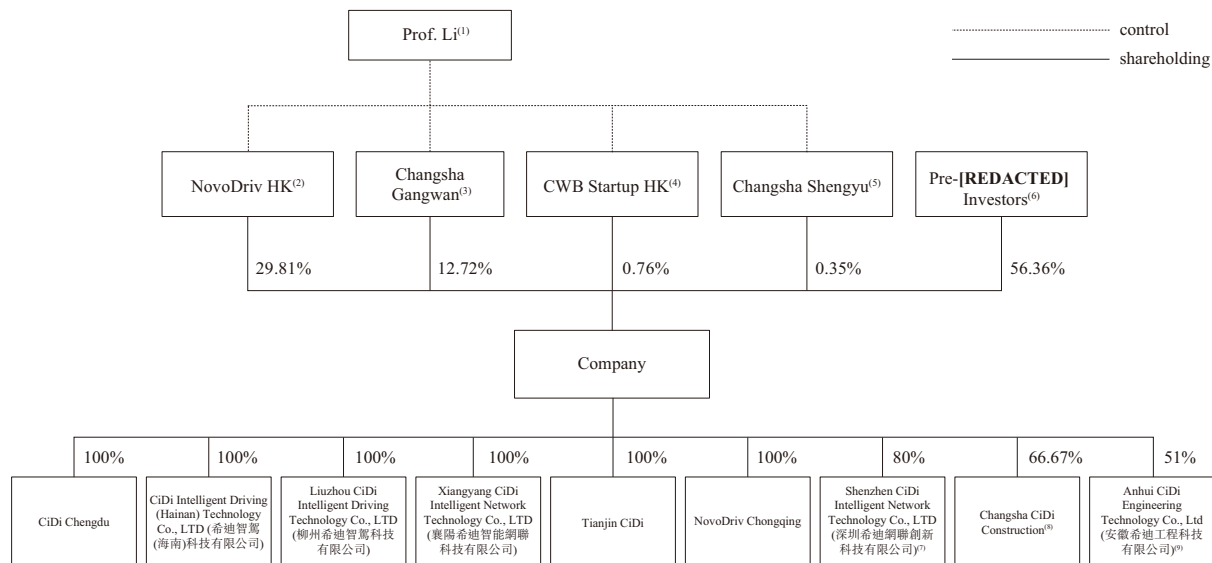 Prof. Li(1)
control
shareholding
NovoDriv HK(2)
Changsha
Gangwan(3)
CWB Startup HK(4)
Changsha Shengyu(5)
Pre-[REDACTED]
Investors(6)
29.81%
12.72%
0.76%
0.35%
56.36%
Company
100%
100%
100%
100%
100%
100%
80%
66.67%
51%
CiDi Chengdu
CiDi Intelligent Driving
(Hainan) Technology
Co., LTD (希迪智駕
(海南)科技有限公司)
Liuzhou CiDi
Intelligent Driving
Technology Co., LTD
(柳州希迪智駕科技
有限公司)
Xiangyang CiDi
Intelligent Network
Technology Co., LTD
(襄陽希迪智能網聯
科技有限公司)
Tianjin CiDi
NovoDriv Chongqing
Shenzhen CiDi
Intelligent Network
Technology Co., LTD
(深圳希迪網聯創新
科技有限公司)(7)
Changsha CiDi
Construction(8)
Anhui CiDi
Engineering
Technology Co., Ltd
(安徽希迪工程科技
有限公司)(9)